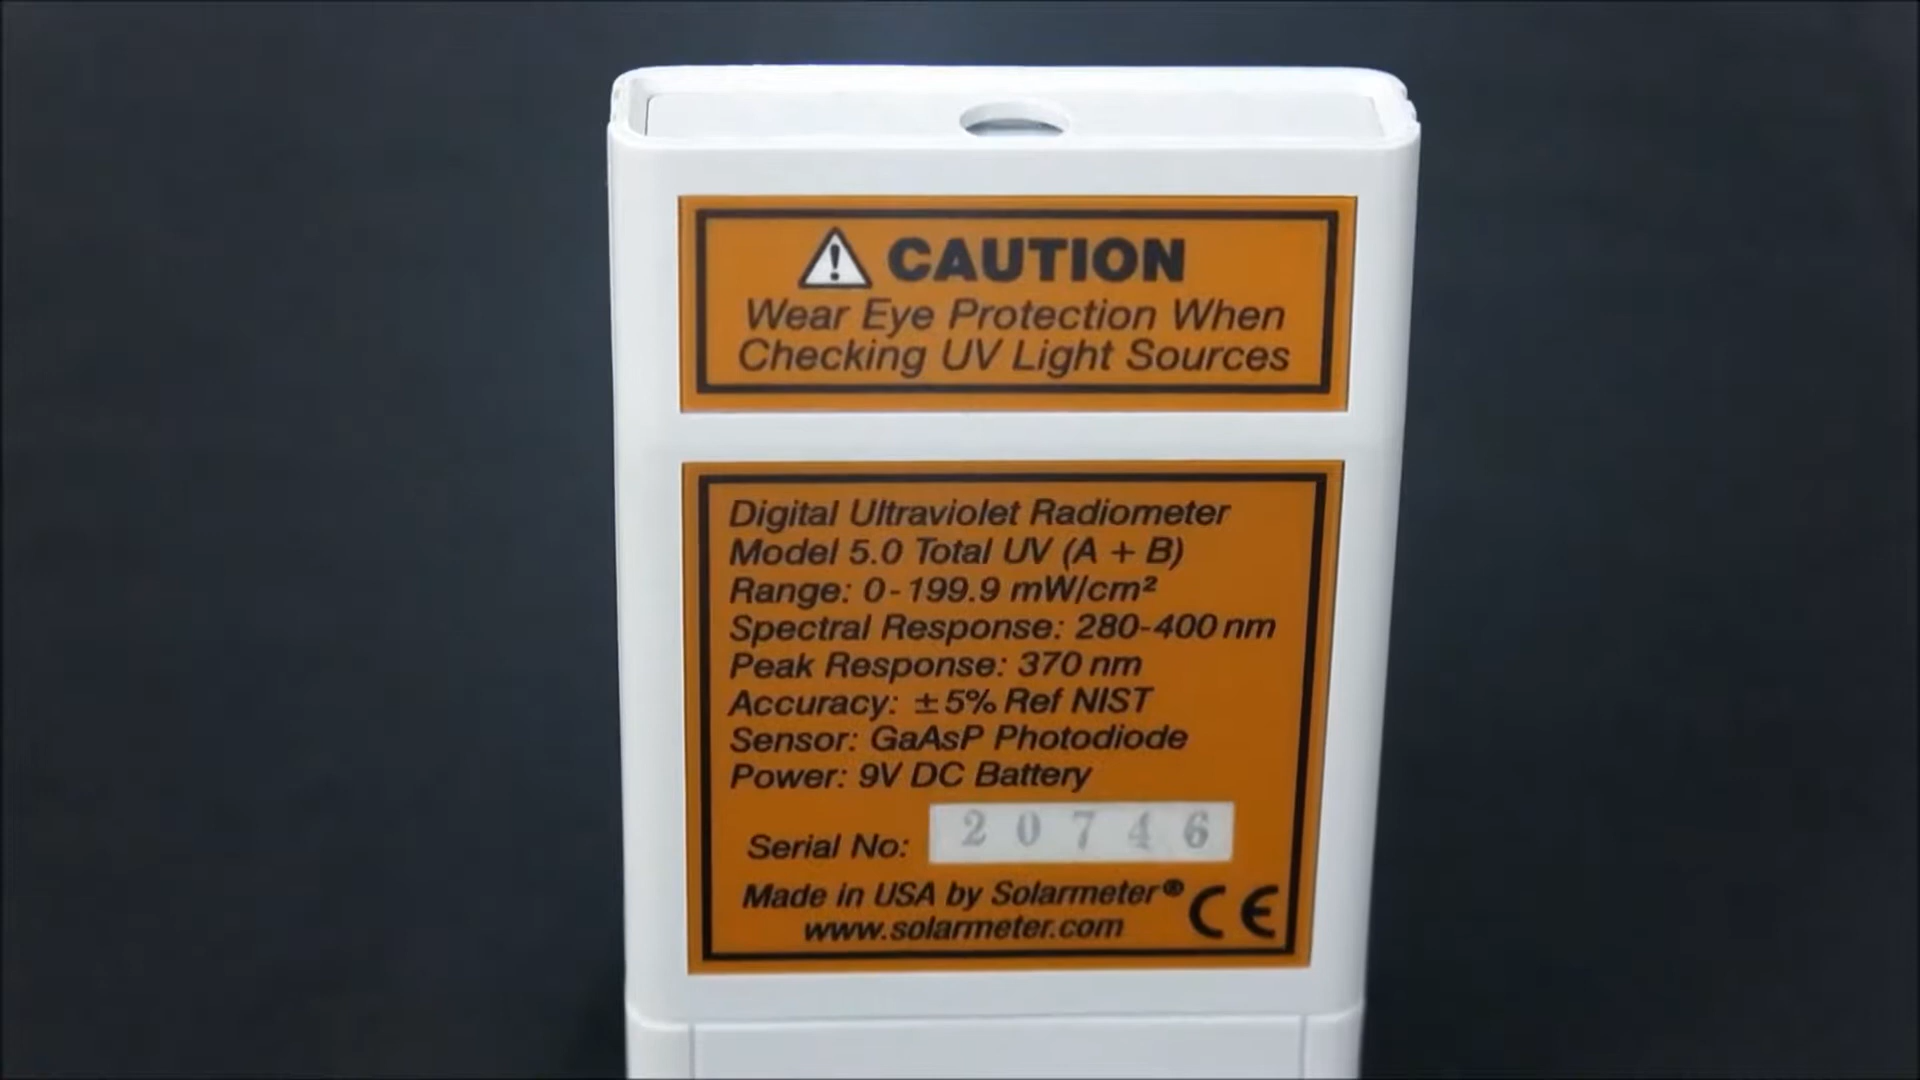 CAUTION
Wear Eye Protection When
Checking UV Light Sources
Digital Ultraviolet Radiometer
Model 5.0 Total UV (A + B)
Range: 0-199.9 mW/cm²
Spectral Response: 280-400 nm
Peak Response: 370 nm
Accuracy: ±5% Ref NIST
Sensor: GaAsP Photodiode
Power: 9V DC Battery
Serial No: 20746
Made in USA by Solarmeter® CE
www.solarmeter.com